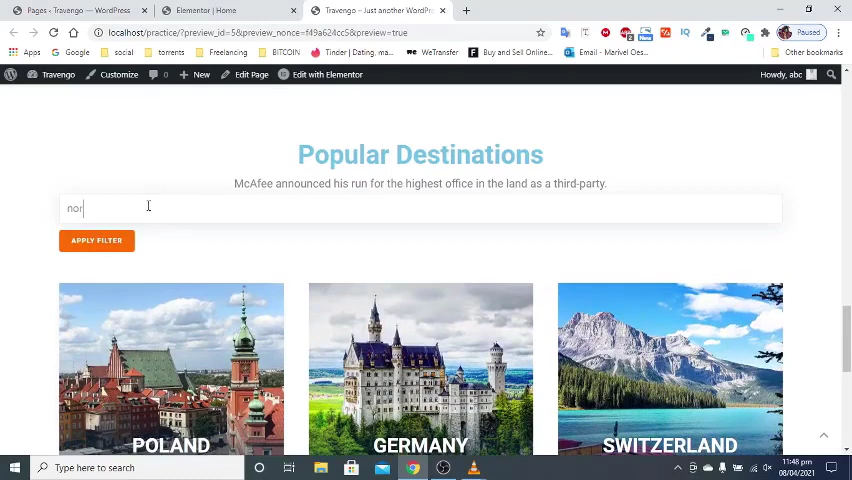 Pages ‹ Travengo — WordPress
Elementor | Home
Travengo – Just another WordPre
localhost/practice/?preview_id=5&preview_nonce=f49a624cc5&preview=true
Paused
Apps
Google
social
torrents
Freelancing
BITCOIN
Tinder | Dating, ma...
WeTransfer
Buy and Sell Online...
Email - Marivel Oes...
Other bookmarks
Travengo
Customize
0
New
Edit Page
Edit with Elementor
Howdy, abc
Popular Destinations
McAfee announced his run for the highest office in the land as a third-party.
nor
APPLY FILTER
POLAND
GERMANY
SWITZERLAND
Type here to search
11:48 pm
08/04/2021